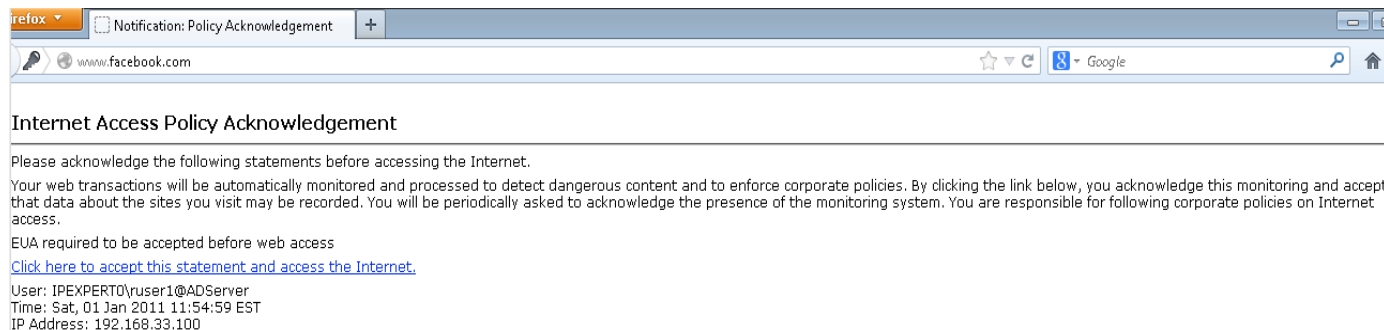 irefox
Notification: Policy Acknowledgement +
www.facebook.com
8 Google
Internet Access Policy Acknowledgement
Please acknowledge the following statements before accessing the Internet.
Your web transactions will be automatically monitored and processed to detect dangerous content and to enforce corporate policies. By clicking the link below, you acknowledge this monitoring and accept
that data about the sites you visit may be recorded. You will be periodically asked to acknowledge the presence of the monitoring system. You are responsible for following corporate policies on Internet
access.
EUA required to be accepted before web access
Click here to accept this statement and access the Internet.
User: IPEXPERT0\ruser1@ADServer
Time: Sat, 01 Jan 2011 11:54:59 EST
IP Address: 192.168.33.100